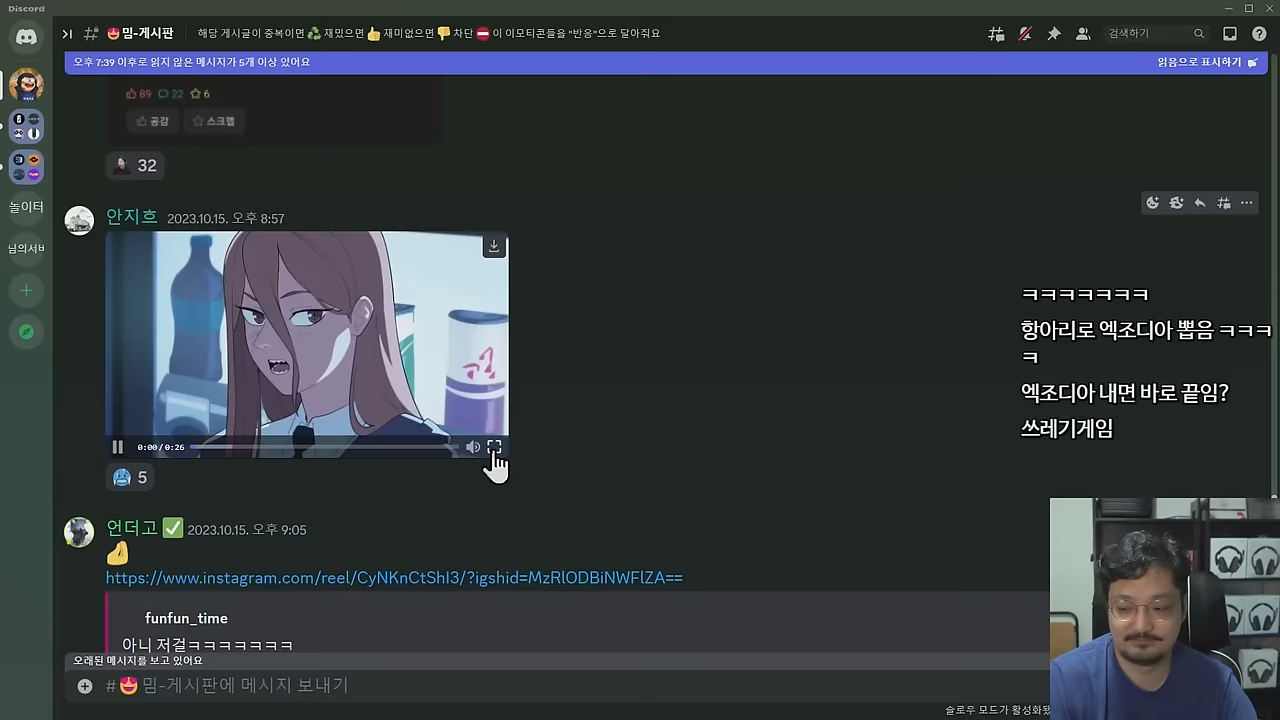 Discord
😍밈-게시판
해당 게시글이 중복이면♻️ 재밌으면👍 재미없으면👎 차단⛔ 이 이모티콘들을 "반응"으로 달아줘요
검색하기
오후 7:39 이후로 읽지 않은 메시지가 5개 이상 있어요
읽음으로 표시하기
89 22 6
공감 스크랩
32
놀이터
님의서버
안지흐 2023.10.15. 오후 8:57
0:00/0:26
5
ㅋㅋㅋㅋㅋㅋㅋ
항아리로 엑조디아 뽑음 ㅋㅋㅋ
ㅋ
엑조디아 내면 바로 끝임?
쓰레기게임
언더고 ✅ 2023.10.15. 오후 9:05
https://www.instagram.com/reel/CyNKnCtShI3/?igshid=MzRlODBiNWFlZA==
funfun_time
아니 저걸ㅋㅋㅋㅋㅋㅋㅋ
오래된 메시지를 보고 있어요
#😍밈-게시판에 메시지 보내기
슬로우 모드가 활성화됐